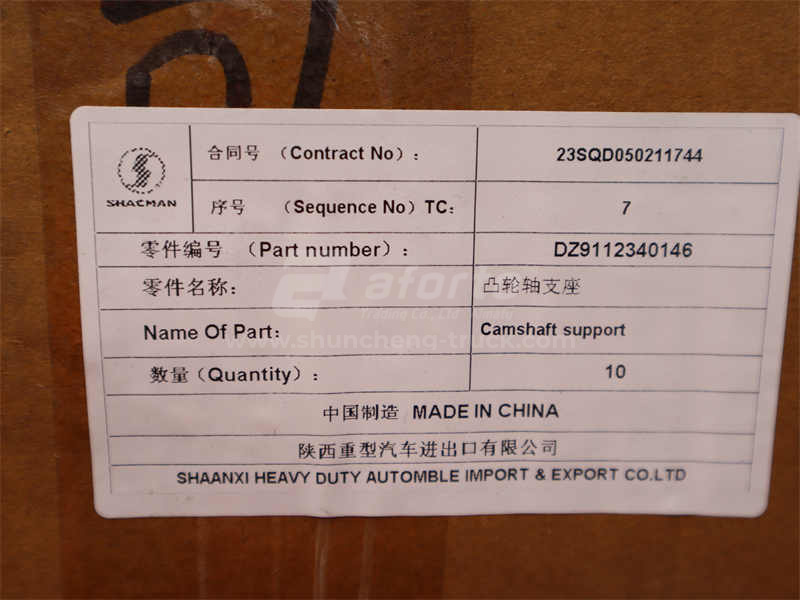 SHACMAN
合同号 （Contract No）： 23SQD050211744
序号 （Sequence No) TC： 7
零件编号 （Part number）： DZ9112340146
零件名称： 凸轮轴支座
Name Of Part： Camshaft support
数量（Quantity）： 10
中国制造 MADE IN CHINA
陕西重型汽车进出口有限公司
SHAANXI HEAVY DUTY AUTOMBLE IMPORT & EXPORT CO.LTD
www.shuncheng-truck.com